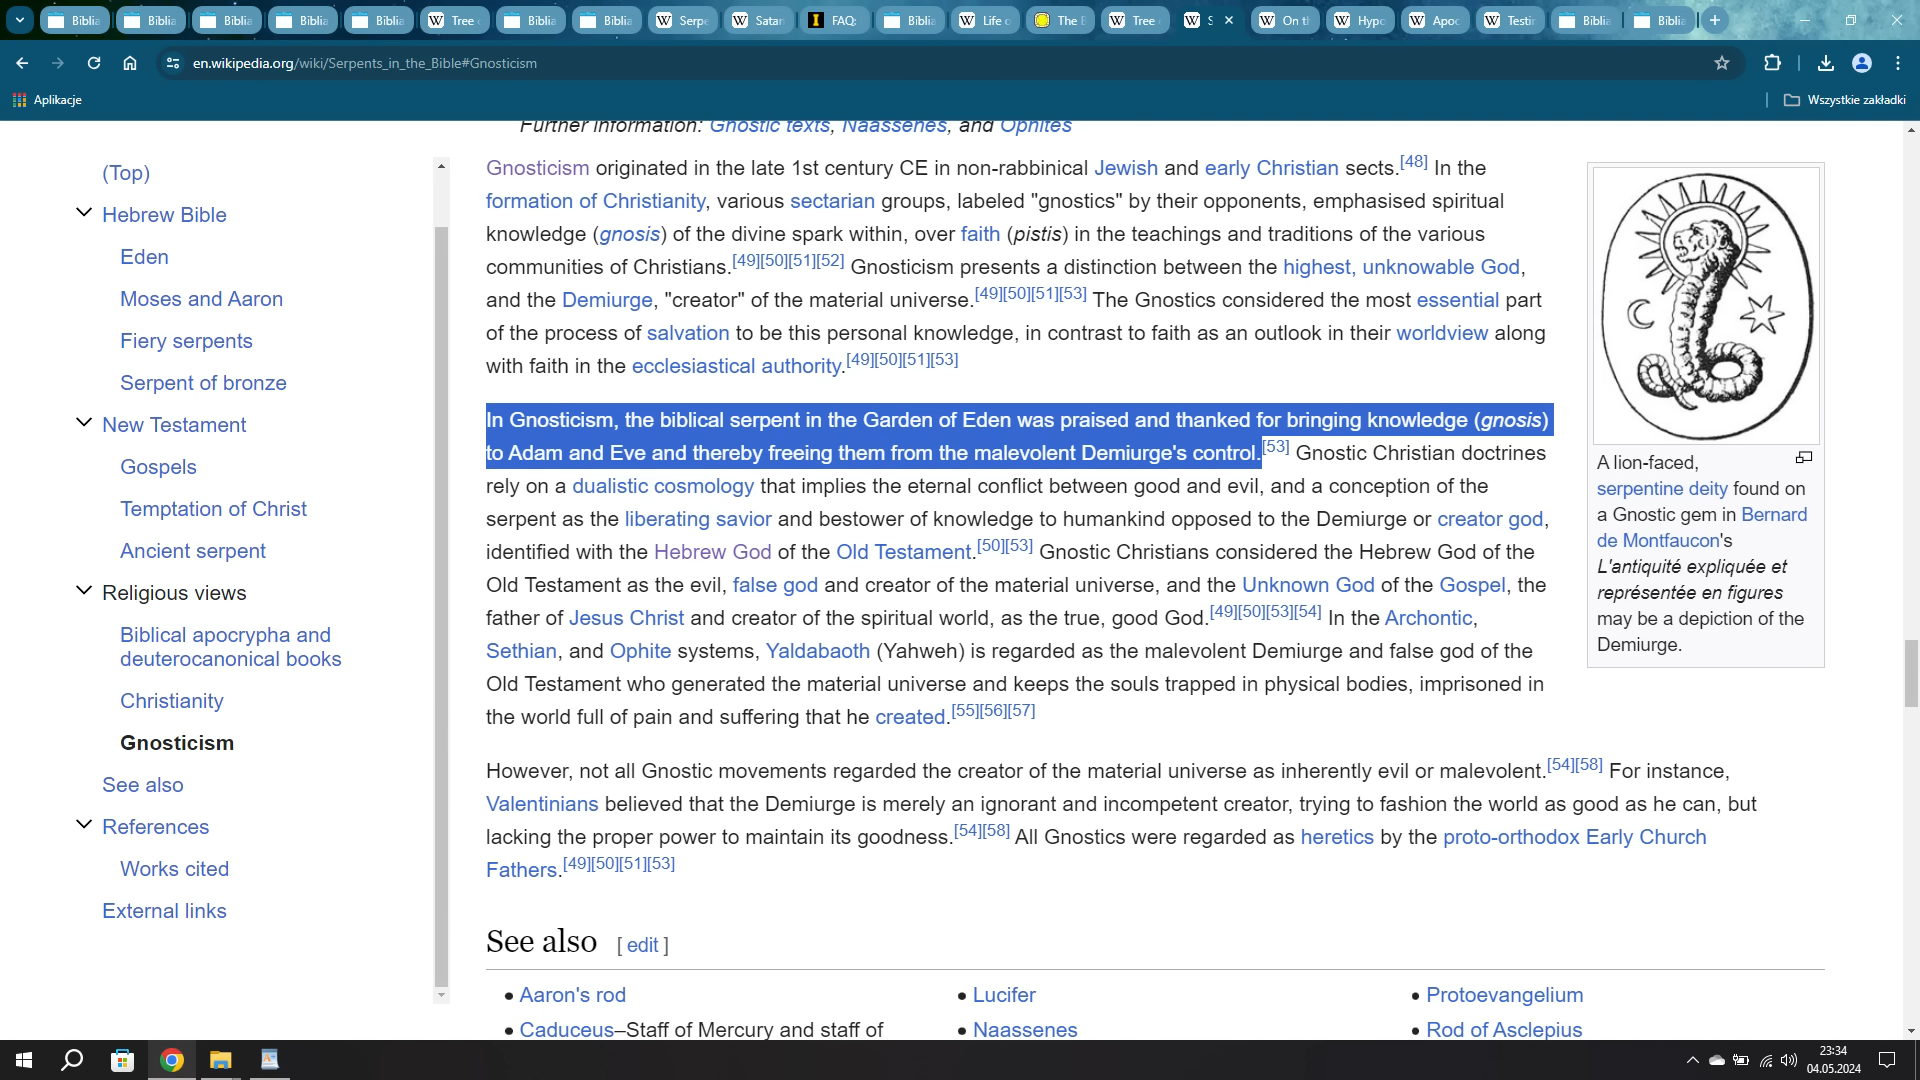 Biblia
Biblia
Biblia
Biblia
Biblia
Tree
Biblia
Biblia
Serpe
Satan
FAQ:
Biblia
Life o
The B
Tree
S
On th
Hypo
Apoc
Testin
Biblia
Biblia
en.wikipedia.org/wiki/Serpents_in_the_Bible#Gnosticism
Aplikacje
Wszystkie zakładki
Further information: Gnostic texts, Naassenes, and Ophites
(Top)
Hebrew Bible
Eden
Moses and Aaron
Fiery serpents
Serpent of bronze
New Testament
Gospels
Temptation of Christ
Ancient serpent
Religious views
Biblical apocrypha and
deuterocanonical books
Christianity
Gnosticism
See also
References
Works cited
External links
Gnosticism originated in the late 1st century CE in non-rabbinical Jewish and early Christian sects.[48] In the
formation of Christianity, various sectarian groups, labeled "gnostics" by their opponents, emphasised spiritual
knowledge (gnosis) of the divine spark within, over faith (pistis) in the teachings and traditions of the various
communities of Christians.[49][50][51][52] Gnosticism presents a distinction between the highest, unknowable God,
and the Demiurge, "creator" of the material universe.[49][50][51][53] The Gnostics considered the most essential part
of the process of salvation to be this personal knowledge, in contrast to faith as an outlook in their worldview along
with faith in the ecclesiastical authority.[49][50][51][53]
In Gnosticism, the biblical serpent in the Garden of Eden was praised and thanked for bringing knowledge (gnosis)
to Adam and Eve and thereby freeing them from the malevolent Demiurge's control.[53] Gnostic Christian doctrines
rely on a dualistic cosmology that implies the eternal conflict between good and evil, and a conception of the
serpent as the liberating savior and bestower of knowledge to humankind opposed to the Demiurge or creator god,
identified with the Hebrew God of the Old Testament.[50][53] Gnostic Christians considered the Hebrew God of the
Old Testament as the evil, false god and creator of the material universe, and the Unknown God of the Gospel, the
father of Jesus Christ and creator of the spiritual world, as the true, good God.[49][50][53][54] In the Archontic,
Sethian, and Ophite systems, Yaldabaoth (Yahweh) is regarded as the malevolent Demiurge and false god of the
Old Testament who generated the material universe and keeps the souls trapped in physical bodies, imprisoned in
the world full of pain and suffering that he created.[55][56][57]
However, not all Gnostic movements regarded the creator of the material universe as inherently evil or malevolent.[54][58] For instance,
Valentinians believed that the Demiurge is merely an ignorant and incompetent creator, trying to fashion the world as good as he can, but
lacking the proper power to maintain its goodness.[54][58] All Gnostics were regarded as heretics by the proto-orthodox Early Church
Fathers.[49][50][51][53]
A lion-faced,
serpentine deity found on
a Gnostic gem in Bernard
de Montfaucon's
L'antiquité expliquée et
représentée en figures
may be a depiction of the
Demiurge.
See also [ edit ]
Aaron's rod
Caduceus–Staff of Mercury and staff of
Lucifer
Naassenes
Protoevangelium
Rod of Asclepius
23:34
04.05.2024